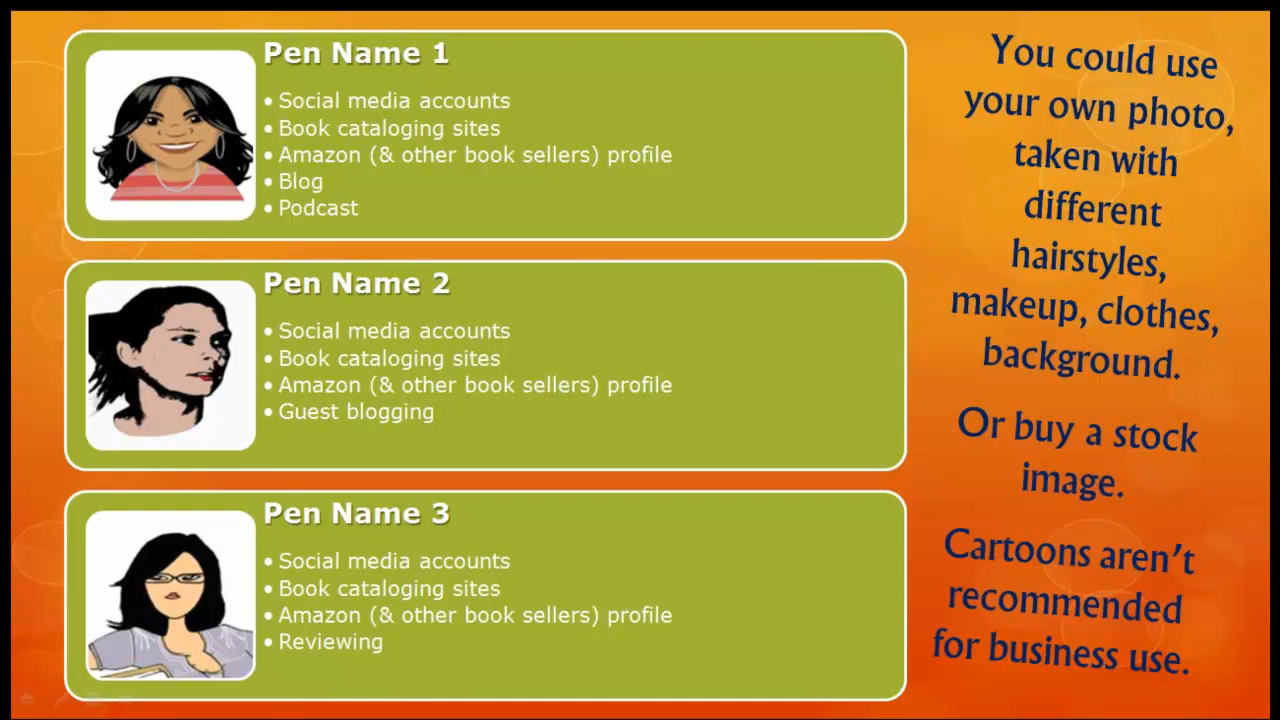 Pen Name 1
• Social media accounts
• Book cataloging sites
• Amazon (& other book sellers) profile
• Blog
• Podcast
Pen Name 2
• Social media accounts
• Book cataloging sites
• Amazon (& other book sellers) profile
• Guest blogging
Pen Name 3
• Social media accounts
• Book cataloging sites
• Amazon (& other book sellers) profile
• Reviewing
You could use
your own photo,
taken with
different
hairstyles,
makeup, clothes,
background.
Or buy a stock
image.
Cartoons aren’t
recommended
for business use.